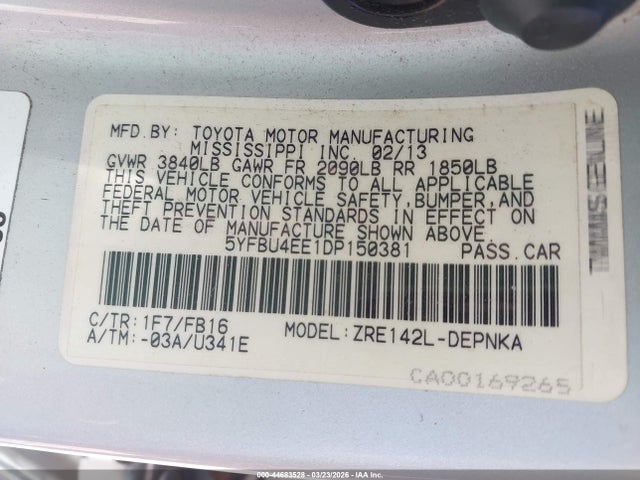 MFD.BY: TOYOTA MOTOR MANUFACTURING
MISSISSIPPI INC. 02/13
GVWR 3840LB GAWR FR 2090LB RR 1850LB
THIS VEHICLE CONFORMS TO ALL APPLICABLE
FEDERAL MOTOR VEHICLE SAFETY,BUMPER,AND
THEFT PREVENTION STANDARDS IN EFFECT ON
THE DATE OF MANUFACTURE SHOWN ABOVE.
5YFBU4EE1DP150381 PASS.CAR
C/TR:1F7/FB16 MODEL:ZRE142L-DEPNKA
A/TM:-03A/U341E
CA00169265
000-44683528 - 03/23/2026 - IAA Inc.